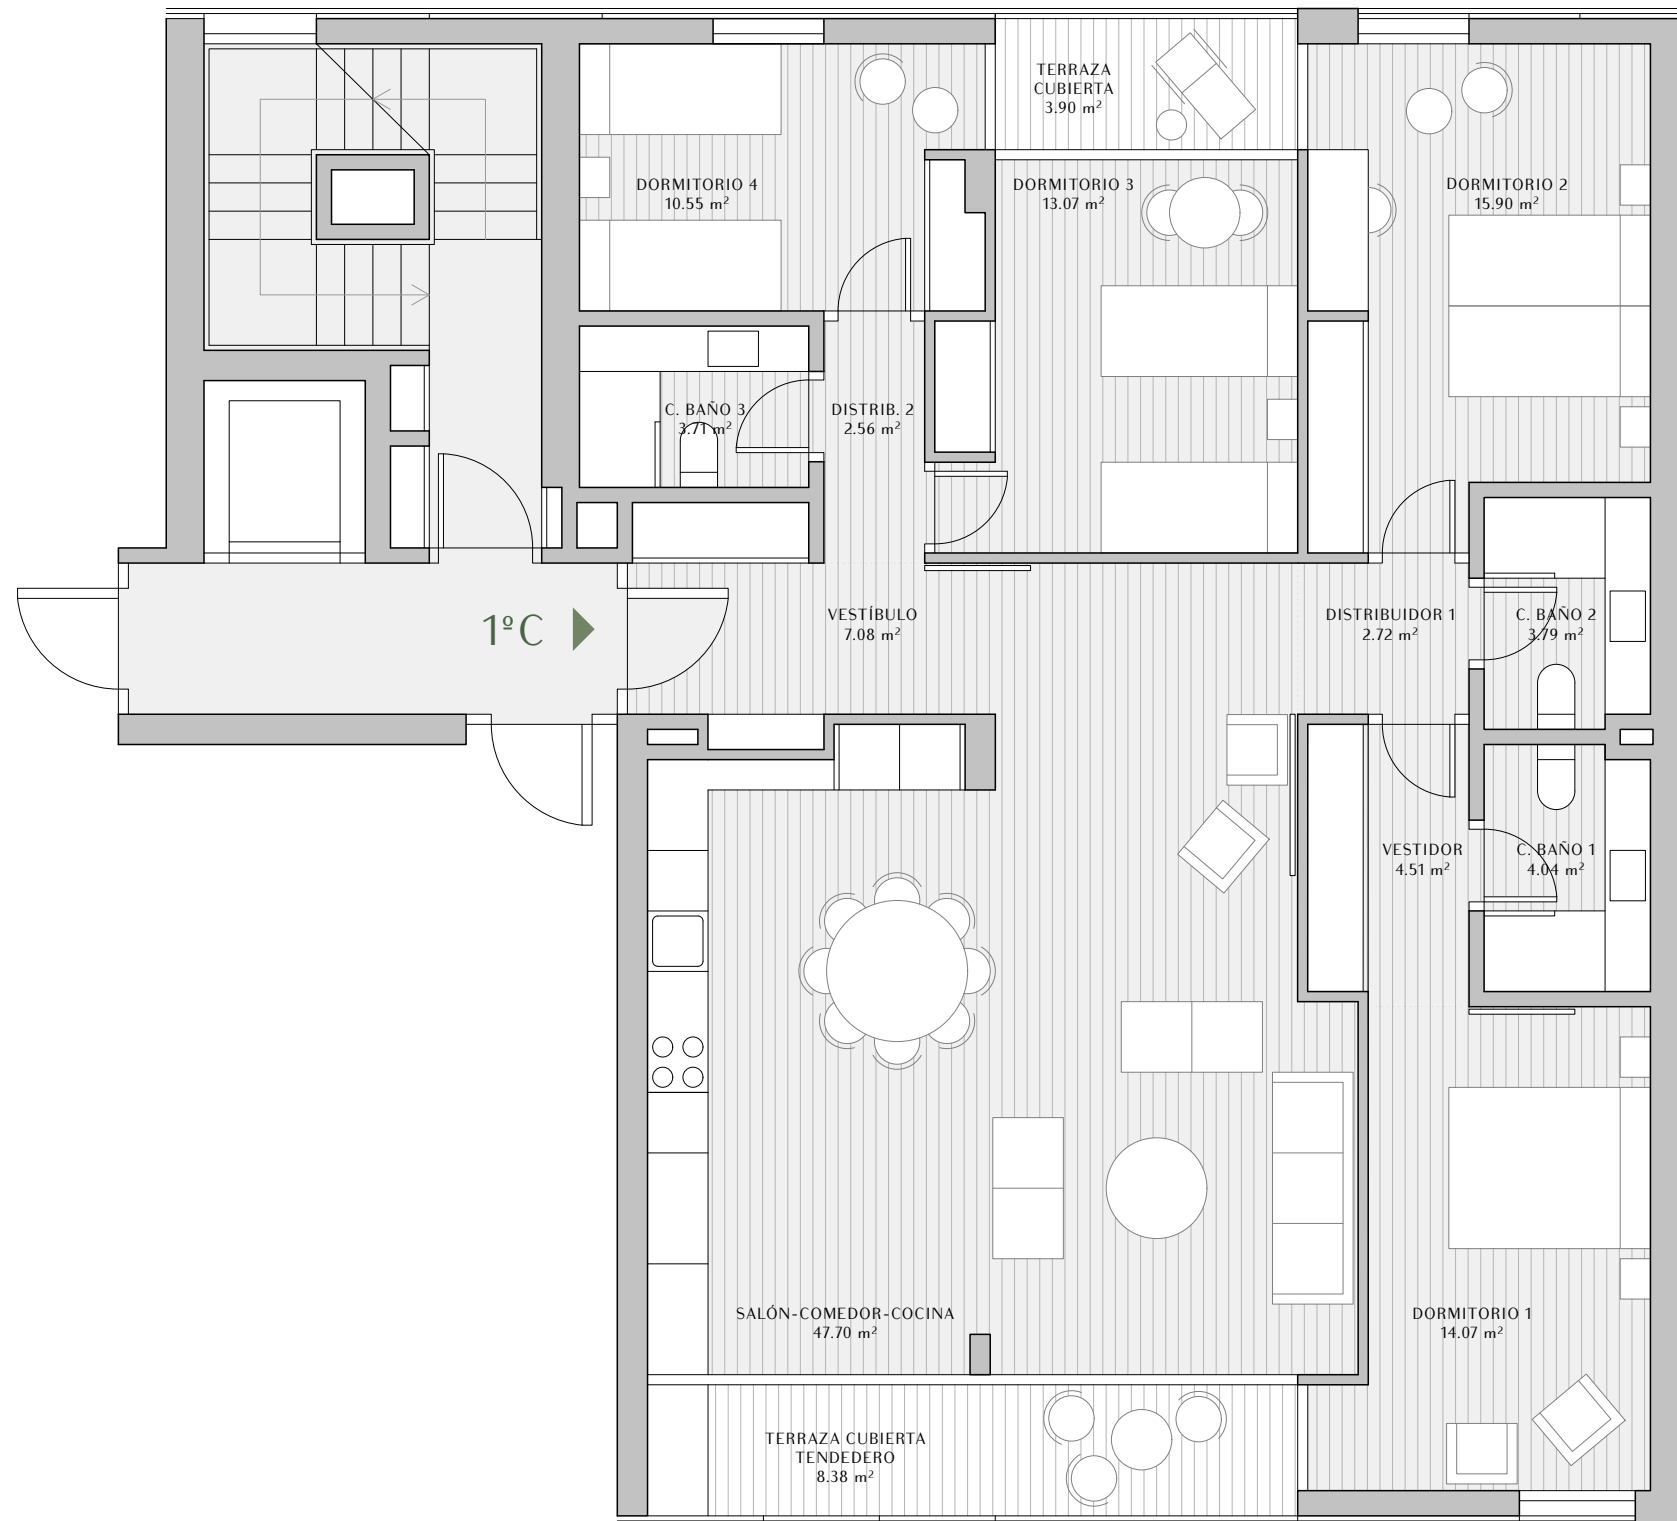 TERRAZA
CUBIERTA
3.90 m²
DORMITORIO 4
10.55 m²
DORMITORIO 3
13.07 m²
DORMITORIO 2
15.90 m²
C. BAÑO 3
3.71 m²
DISTRIB. 2
2.56 m²
1ºC
VESTÍBULO
7.08 m²
DISTRIBUIDOR 1
2.72 m²
C. BAÑO 2
3.79 m²
VESTIDOR
4.51 m²
C. BAÑO 1
4.04 m²
SALÓN-COMEDOR-COCINA
47.70 m²
DORMITORIO 1
14.07 m²
TERRAZA CUBIERTA
TENDEDERO
8.38 m²